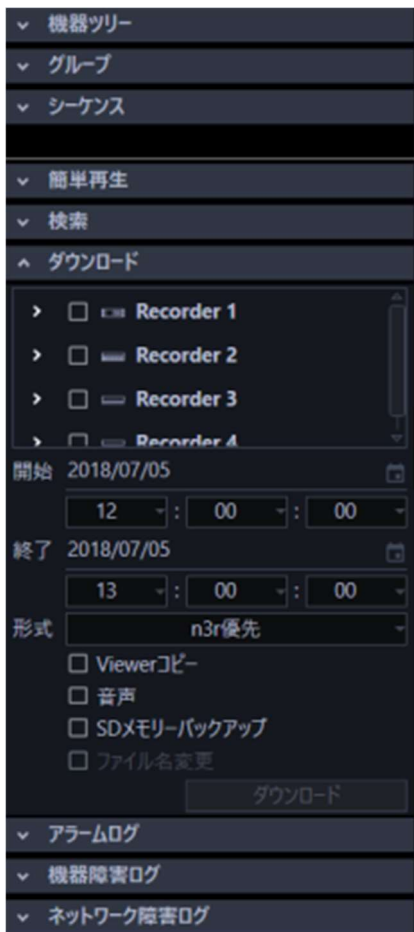 機器ツリー
グループ
シーケンス
簡単再生
検索
ダウンロード
Recorder 1
Recorder 2
Recorder 3
Recorder 4
開始 2018/07/05
12 : 00 : 00
終了 2018/07/05
13 : 00 : 00
形式 n3r優先
Viewerコピー
音声
SDメモリーバックアップ
ファイル名変更
ダウンロード
アラームログ
機器障害ログ
ネットワーク障害ログ